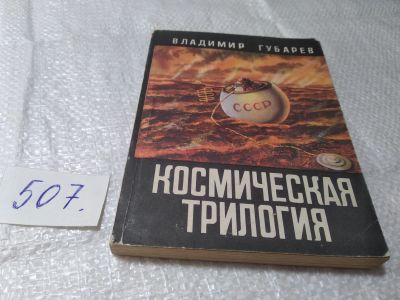 ВЛАДИМИР ГУБАРЕВ
СССР
КОСМИЧЕСКАЯ
ТРИЛОГИЯ
507.